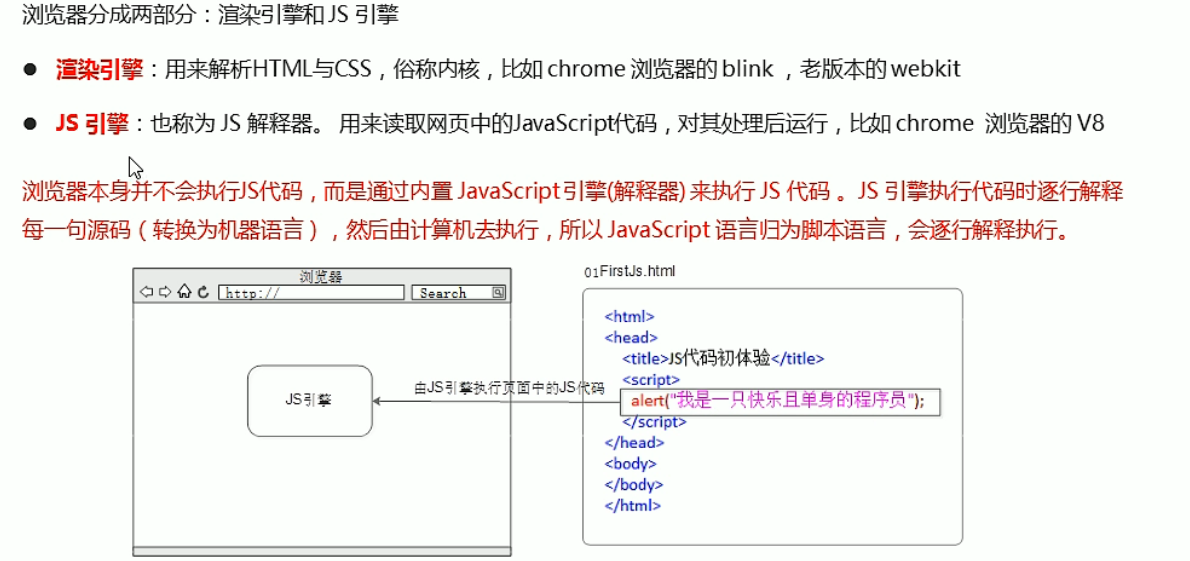 浏览器分成两部分：渲染引擎和 JS 引擎
● 渲染引擎：用来解析HTML与CSS，俗称内核，比如 chrome 浏览器的 blink ，老版本的 webkit
● JS 引擎：也称为 JS 解释器。 用来读取网页中的JavaScript代码，对其处理后运行，比如 chrome 浏览器的 V8
浏览器本身并不会执行JS代码，而是通过内置 JavaScript 引擎(解释器) 来执行 JS 代码 。JS 引擎执行代码时逐行解释
每一句源码（转换为机器语言），然后由计算机去执行，所以 JavaScript 语言归为脚本语言，会逐行解释执行。
浏览器
http://
Search
JS引擎
由JS引擎执行页面中的JS代码
01FirstJs.html
<html>
<head>
<title>JS代码初体验</title>
<script>
alert("我是一只快乐且单身的程序员");
</script>
</head>
<body>
</body>
</html>